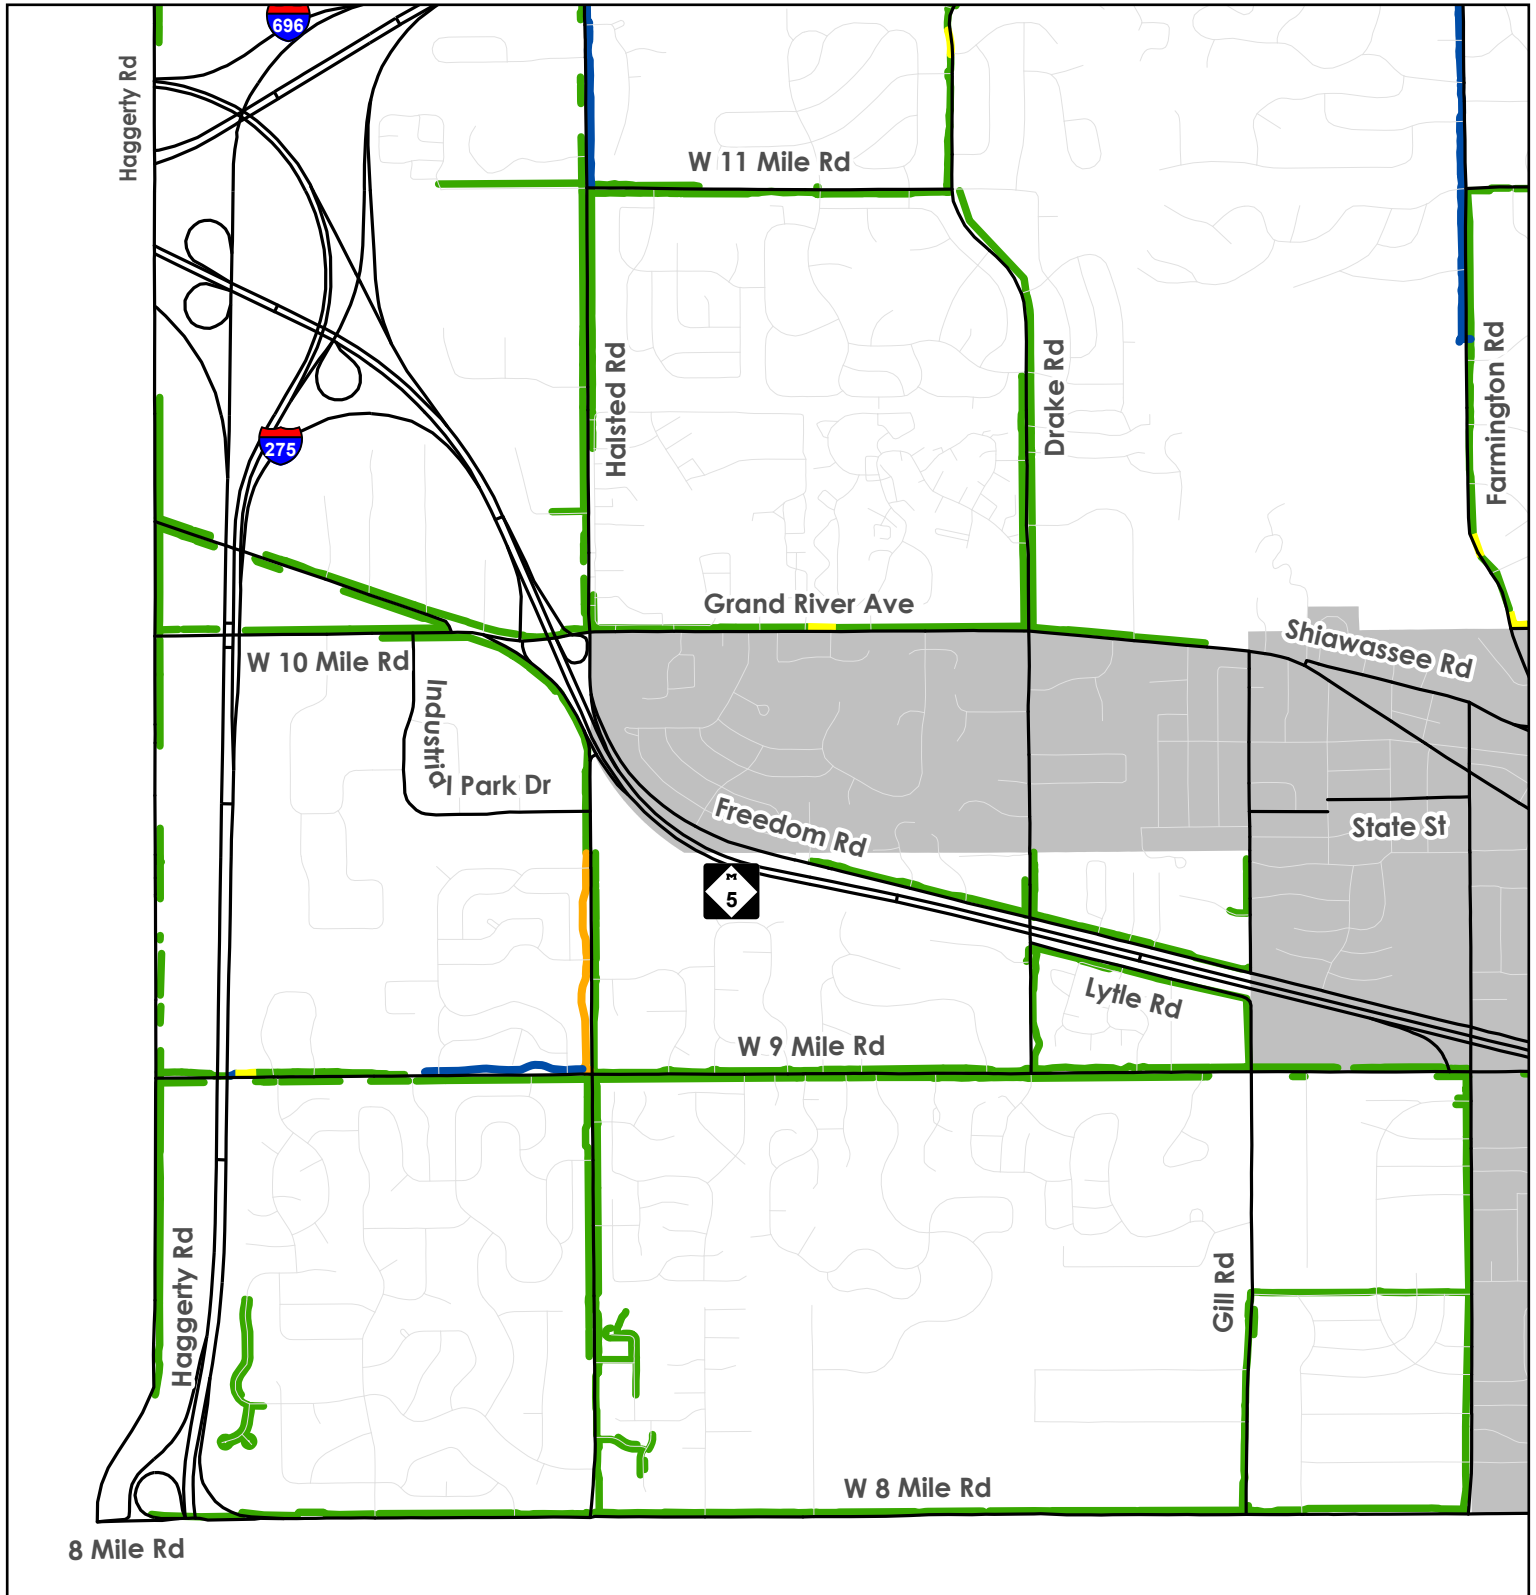 696
Haggerty Rd
W 11 Mile Rd
Halsted Rd
Drake Rd
Farmington Rd
275
Grand River Ave
Shiawassee Rd
W 10 Mile Rd
Industrial Park Dr
Freedom Rd
State St
M
5
Lytle Rd
W 9 Mile Rd
Haggerty Rd
Gill Rd
W 8 Mile Rd
8 Mile Rd